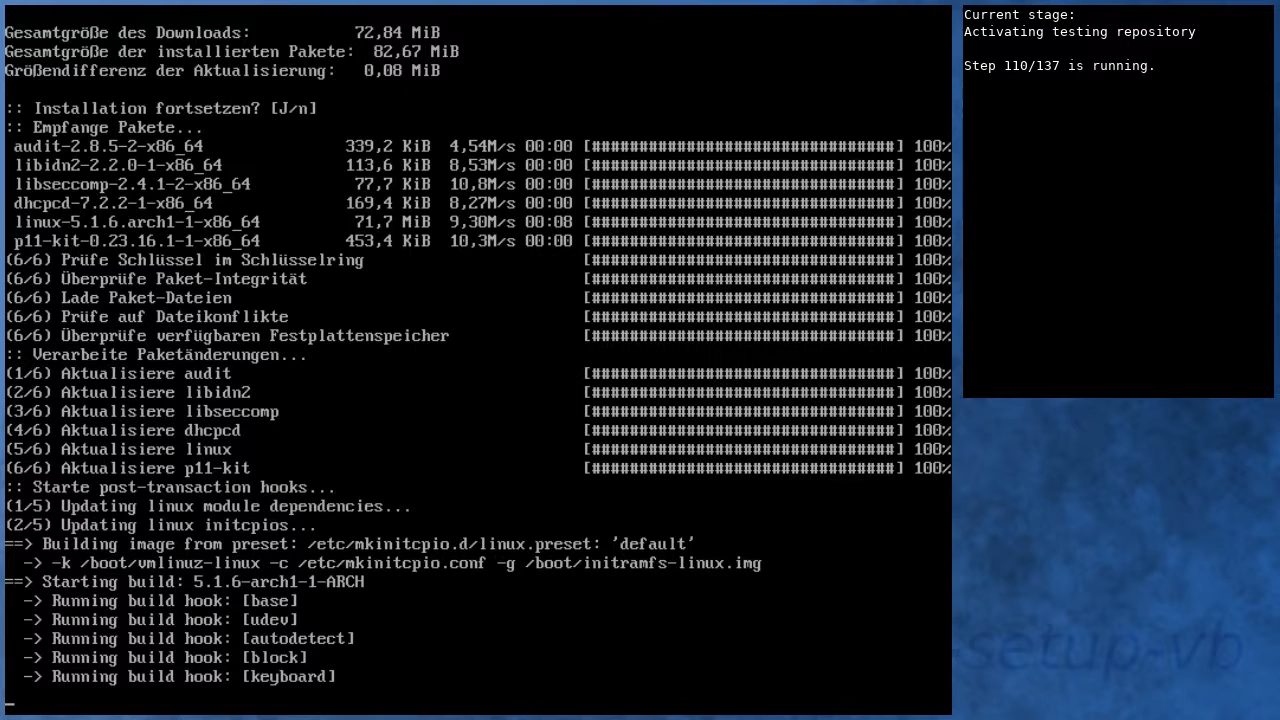 Gesamtgröße des Downloads: 72,84 MiB
Gesamtgröße der installierten Pakete: 82,67 MiB
Größendifferenz der Aktualisierung: 0,08 MiB
:: Installation fortsetzen? [J/n]
:: Empfange Pakete...
audit-2.8.5-2-x86_64 339,2 KiB 4,54M/s 00:00 [################################] 100%
libidn2-2.2.0-1-x86_64 113,6 KiB 8,53M/s 00:00 [################################] 100%
libseccomp-2.4.1-2-x86_64 77,7 KiB 10,8M/s 00:00 [################################] 100%
dhcpcd-7.2.2-1-x86_64 169,4 KiB 8,27M/s 00:00 [################################] 100%
linux-5.1.6.arch1-1-x86_64 71,7 MiB 9,30M/s 00:08 [################################] 100%
p11-kit-0.23.16.1-1-x86_64 453,4 KiB 10,3M/s 00:00 [################################] 100%
(6/6) Prüfe Schlüssel im Schlüsselring [################################] 100%
(6/6) Überprüfe Paket-Integrität [################################] 100%
(6/6) Lade Paket-Dateien [################################] 100%
(6/6) Prüfe auf Dateikonflikte [################################] 100%
(6/6) Überprüfe verfügbaren Festplattenspeicher [################################] 100%
:: Verarbeite Paketänderungen...
(1/6) Aktualisiere audit [################################] 100%
(2/6) Aktualisiere libidn2 [################################] 100%
(3/6) Aktualisiere libseccomp [################################] 100%
(4/6) Aktualisiere dhcpcd [################################] 100%
(5/6) Aktualisiere linux [################################] 100%
(6/6) Aktualisiere p11-kit [################################] 100%
:: Starte post-transaction hooks...
(1/5) Updating linux module dependencies...
(2/5) Updating linux initcpios...
==> Building image from preset: /etc/mkinitcpio.d/linux.preset: 'default'
-> -k /boot/vmlinuz-linux -c /etc/mkinitcpio.conf -g /boot/initramfs-linux.img
==> Starting build: 5.1.6-arch1-1-ARCH
-> Running build hook: [base]
-> Running build hook: [udev]
-> Running build hook: [autodetect]
-> Running build hook: [block]
-> Running build hook: [keyboard]
_
Current stage:
Activating testing repository
Step 110/137 is running.
-setup-vb